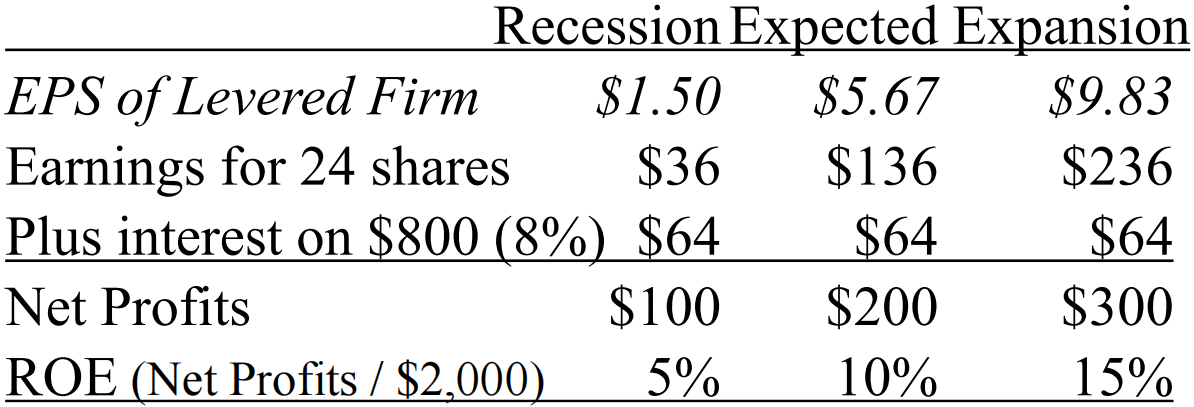 Recession Expected Expansion
EPS of Levered Firm $1.50 $5.67 $9.83
Earnings for 24 shares $36 $136 $236
Plus interest on $800 (8%) $64 $64 $64
Net Profits $100 $200 $300
ROE (Net Profits / $2,000) 5% 10% 15%